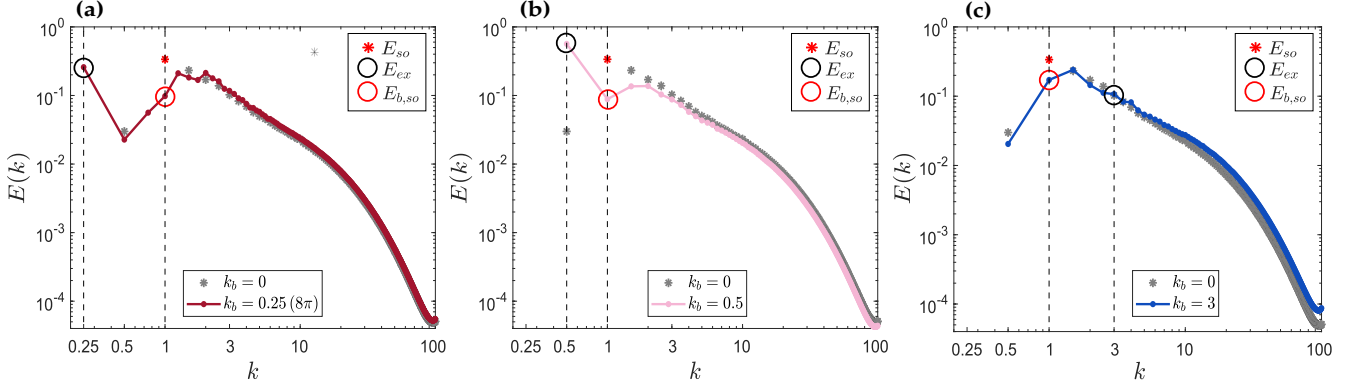 (a)
10^0
10^-1
10^-2
10^-3
10^-4
E(k)
E_so
E_ex
E_b,so
k_b = 0
k_b = 0.25 (8π)
0.25 0.5 1 3 10 100
k
(b)
10^0
10^-1
10^-2
10^-3
10^-4
E(k)
E_so
E_ex
E_b,so
k_b = 0
k_b = 0.5
0.25 0.5 1 3 10 100
k
(c)
10^0
10^-1
10^-2
10^-3
10^-4
E(k)
E_so
E_ex
E_b,so
k_b = 0
k_b = 3
0.25 0.5 1 3 10 100
k